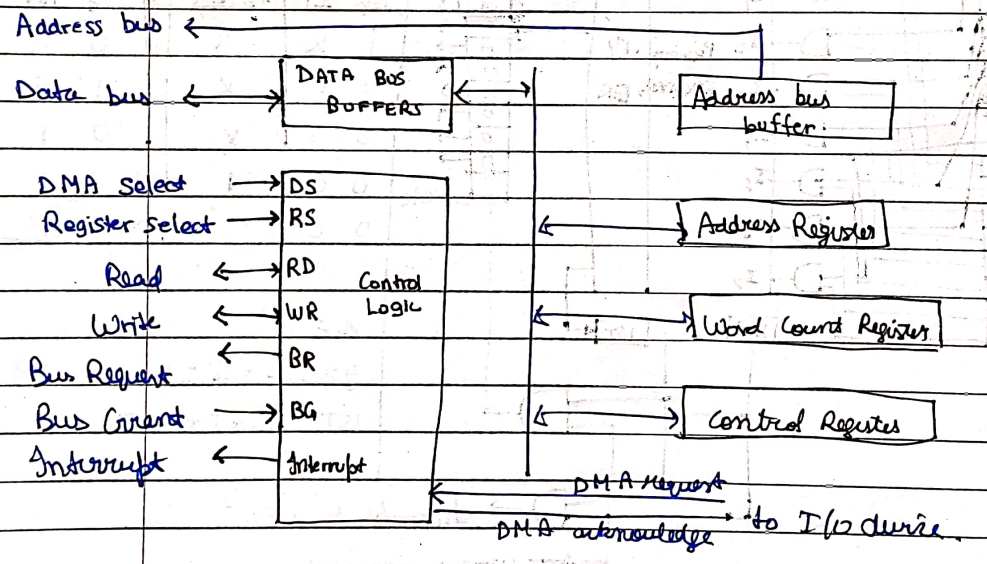 Address bus
DATA BUS
BUFFERS
Data bus
Address bus
buffer.
DMA Select
DS
Register Select
RS
Address Register
Read
RD
Control
Logic
Write
WR
Word Count Register
BR
Bus Request
Bus Grant
BG
Control Register
Interrupt
Interrupt
DMA request
DMA acknowledge
to I/O device.